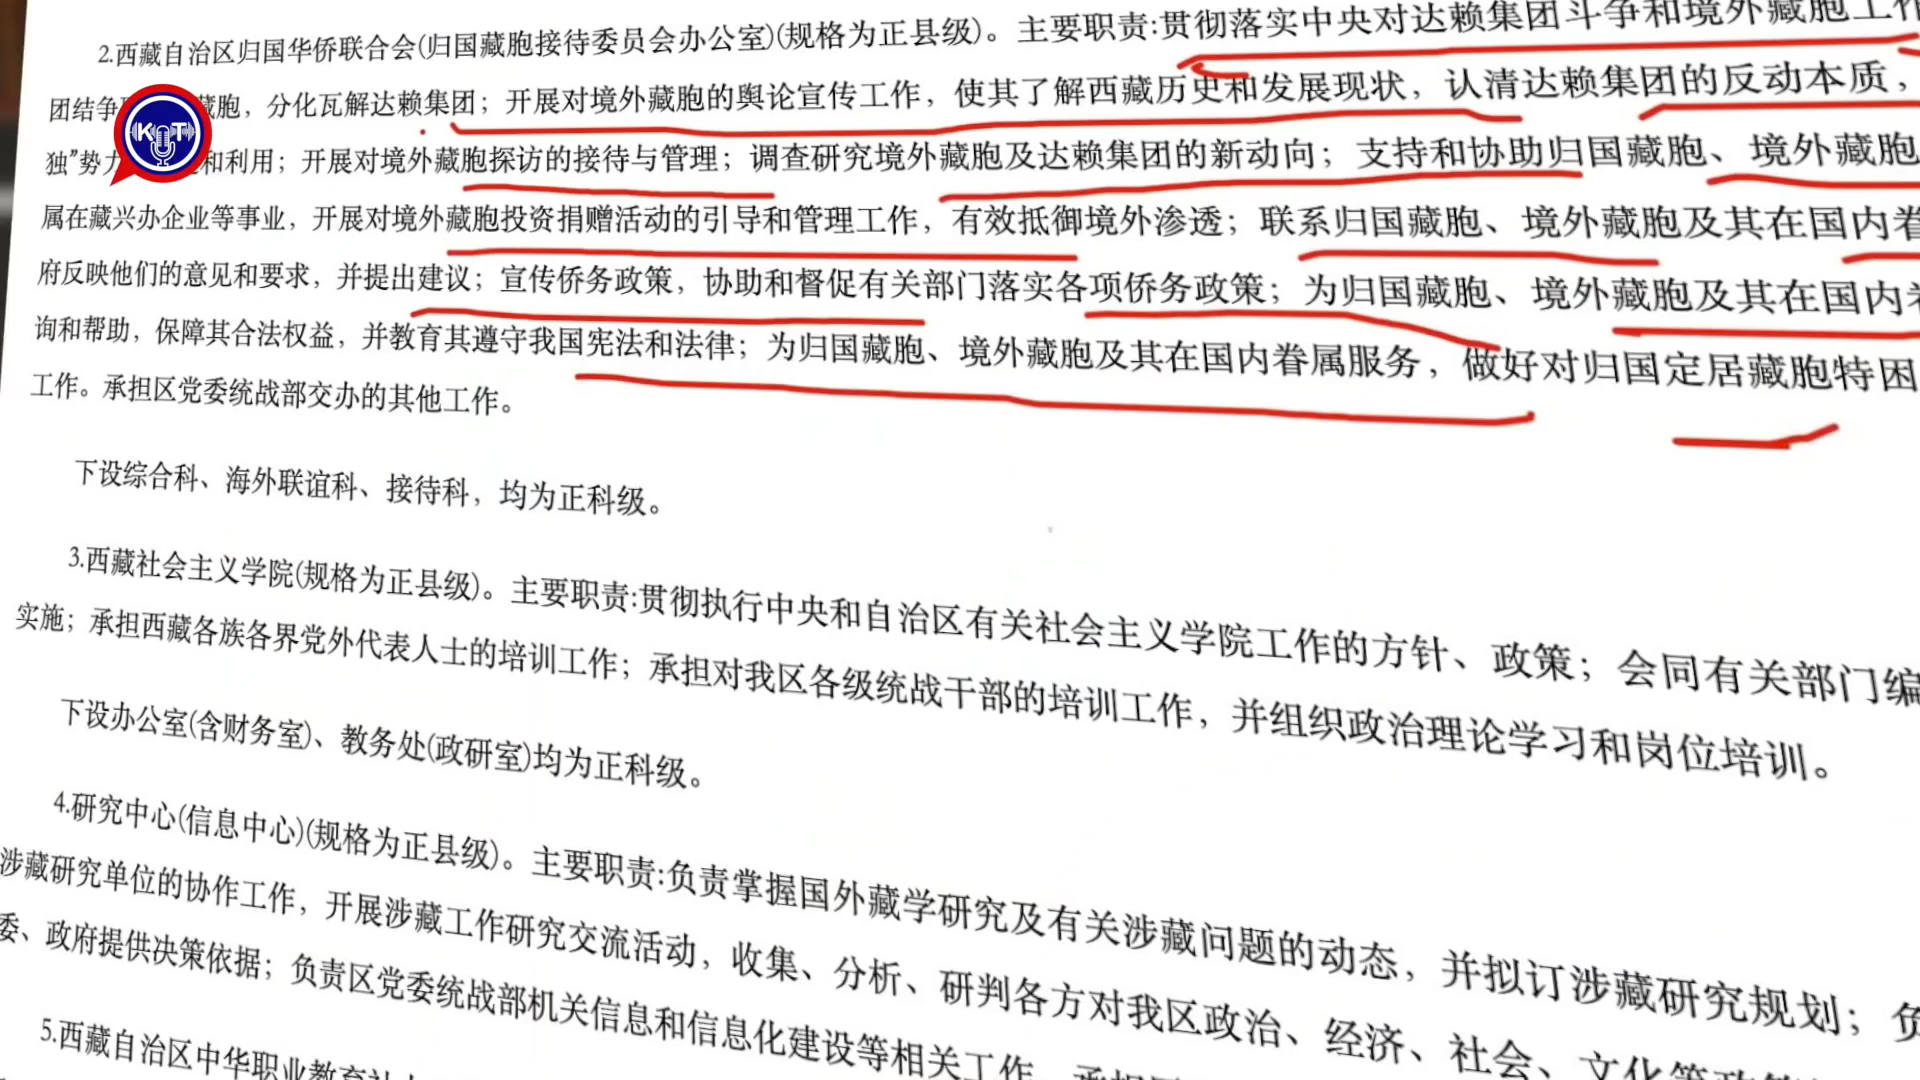 2.西藏自治区归国华侨联合会(归国藏胞接待委员会办公室)(规格为正县级)。主要职责:贯彻落实中央对达赖集团斗争和境外藏胞工作
团结争 藏胞，分化瓦解达赖集团；开展对境外藏胞的舆论宣传工作，使其了解西藏历史和发展现状，认清达赖集团的反动本质，
独”势力 和利用；开展对境外藏胞探访的接待与管理；调查研究境外藏胞及达赖集团的新动向；支持和协助归国藏胞、境外藏胞
属在藏兴办企业等事业，开展对境外藏胞投资捐赠活动的引导和管理工作，有效抵御境外渗透；联系归国藏胞、境外藏胞及其在国内眷
府反映他们的意见和要求，并提出建议；宣传侨务政策，协助和督促有关部门落实各项侨务政策；为归国藏胞、境外藏胞及其在国内眷
询和帮助，保障其合法权益，并教育其遵守我国宪法和法律；为归国藏胞、境外藏胞及其在国内眷属服务，做好对归国定居藏胞特困
工作。承担区党委统战部交办的其他工作。
下设综合科、海外联谊科、接待科，均为正科级。
3.西藏社会主义学院(规格为正县级)。主要职责:贯彻执行中央和自治区有关社会主义学院工作的方针、政策；会同有关部门编
实施；承担西藏各族各界党外代表人士的培训工作；承担对我区各级统战干部的培训工作，并组织政治理论学习和岗位培训。
下设办公室(含财务室)、教务处(政研室)均为正科级。
4.研究中心(信息中心)(规格为正县级)。主要职责:负责掌握国外藏学研究及有关涉藏问题的动态，并拟订涉藏研究规划；负
涉藏研究单位的协作工作，开展涉藏工作研究交流活动，收集、分析、研判各方对我区政治、经济、社会、文化等政策
委、政府提供决策依据；负责区党委统战部机关信息和信息化建设等相关工作。承担
5.西藏自治区中华职业教育社
KT